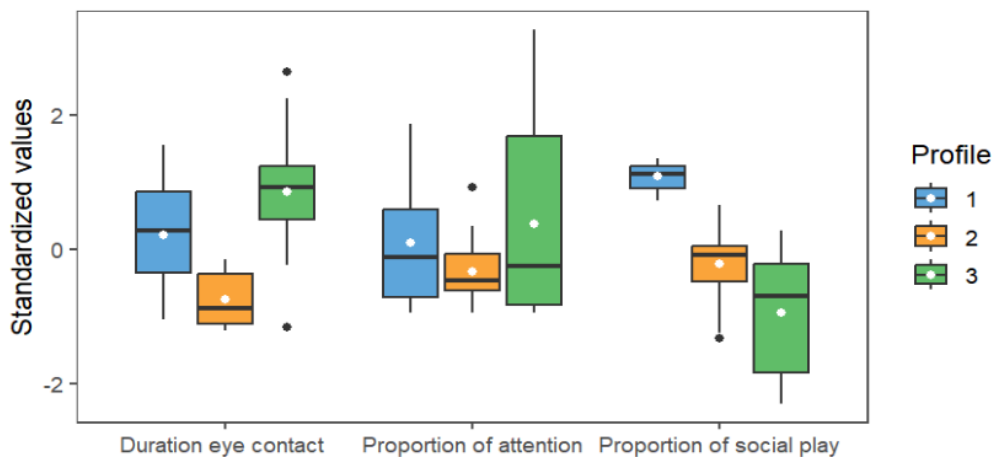 Standardized values
2
0
-2
Duration eye contact
Proportion of attention
Proportion of social play
Profile
1
2
3